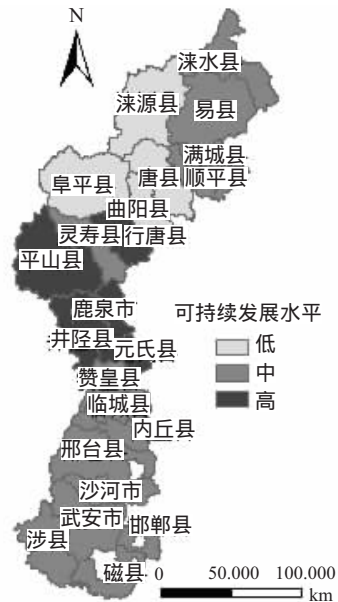 N
涞水县
涞源县
易县
满城县
唐县 顺平县
阜平县
曲阳县
灵寿县 行唐县
平山县
鹿泉市
可持续发展水平
井陉县
元氏县
低
赞皇县
中
临城县
高
内丘县
邢台县
沙河市
武安市 邯郸县
涉县
磁县
0 50.000 100.000
km